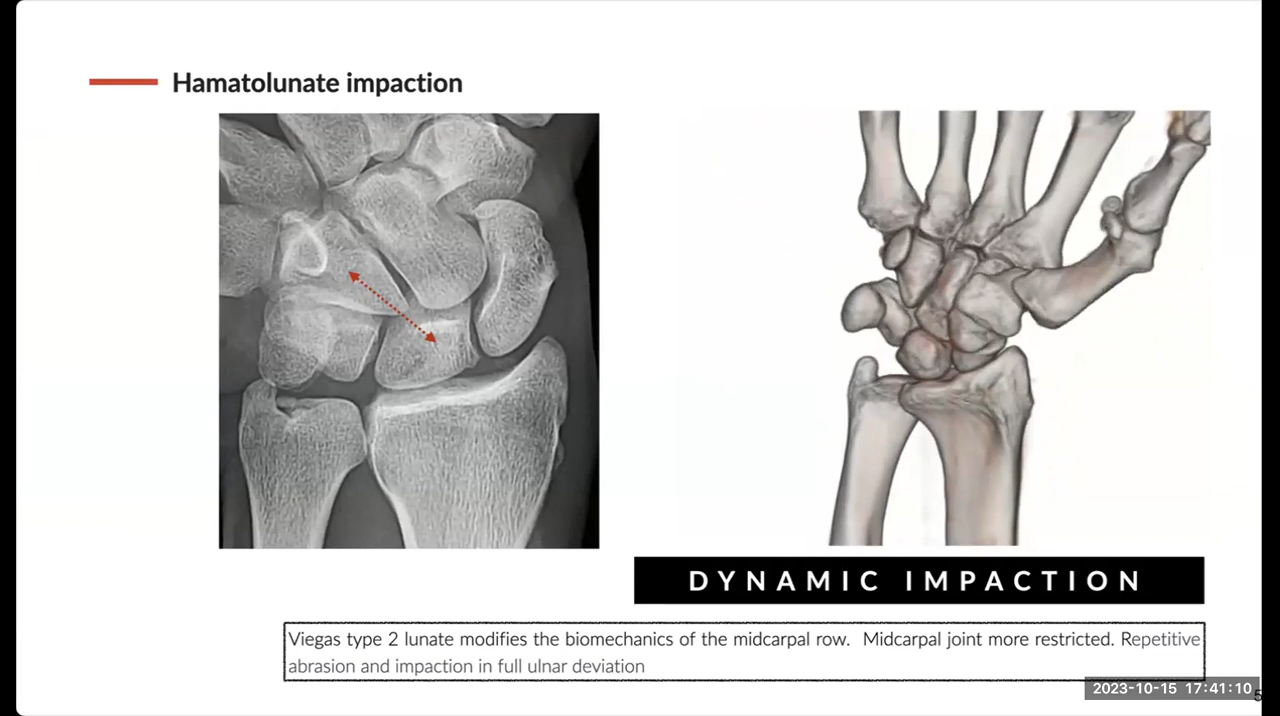 Hamatolunate impaction
DYNAMIC IMPACTION
Viegas type 2 lunate modifies the biomechanics of the midcarpal row.  Midcarpal joint more restricted. Repetitive
abrasion and impaction in full ulnar deviation
2023-10-15 17:41:10
5